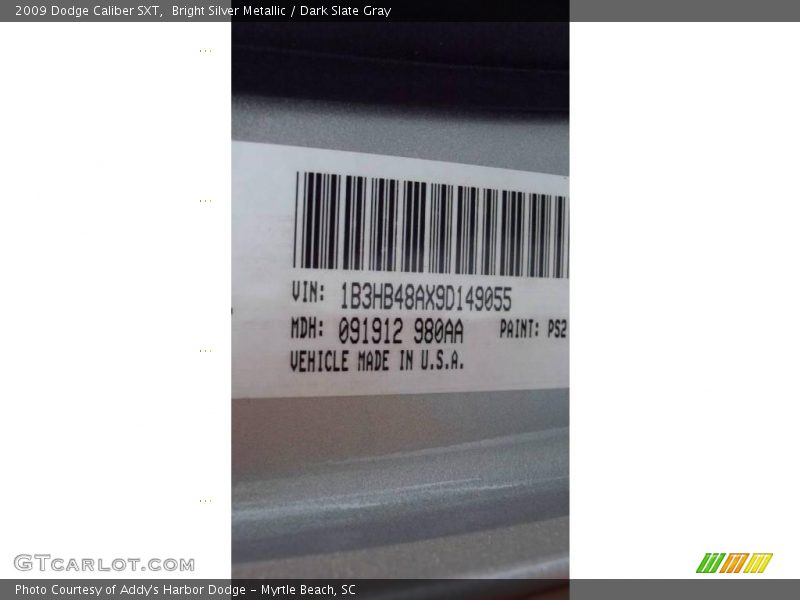 2009 Dodge Caliber SXT,  Bright Silver Metallic / Dark Slate Gray
VIN: 1B3HB48AX9D149055
MDH: 091912 980AA PAINT: PS2
VEHICLE MADE IN U.S.A.
GTCARLOT.COM
Photo Courtesy of Addy's Harbor Dodge - Myrtle Beach, SC